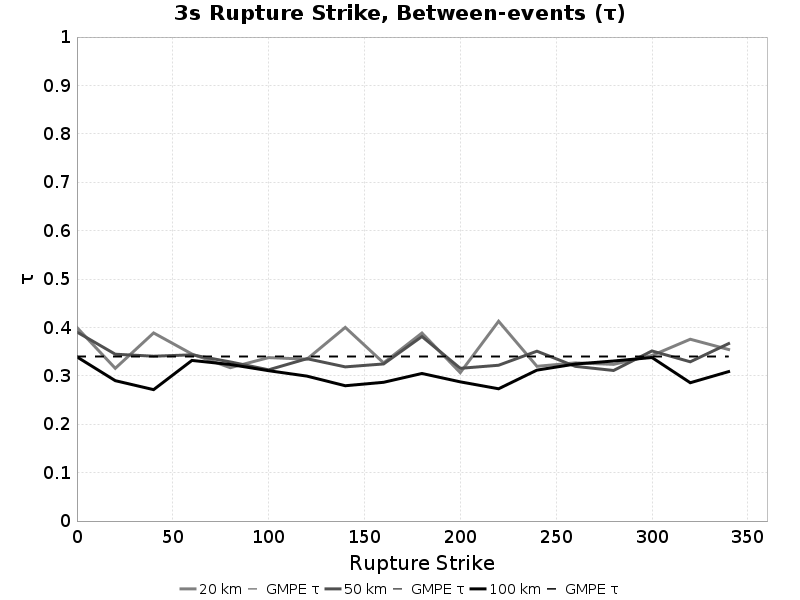 3s Rupture Strike, Between-events (τ)
1
0.9
0.8
0.7
0.6
τ
0.5
0.4
0.3
0.2
0.1
0
0 50 100 150 200 250 300 350
Rupture Strike
20 km GMPE τ 50 km GMPE τ 100 km GMPE τ